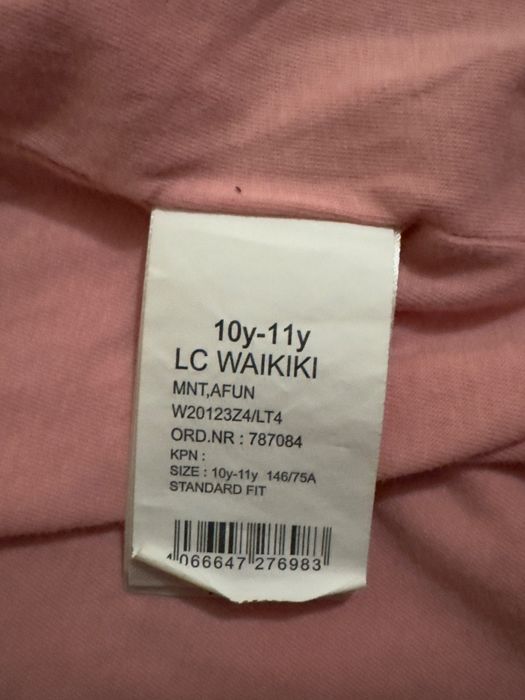 10y-11y
LC WAIKIKI
MNT,AFUN
W20123Z4/LT4
ORD.NR : 787084
KPN :
SIZE : 10y-11y 146/75A
STANDARD FIT
4066647276983